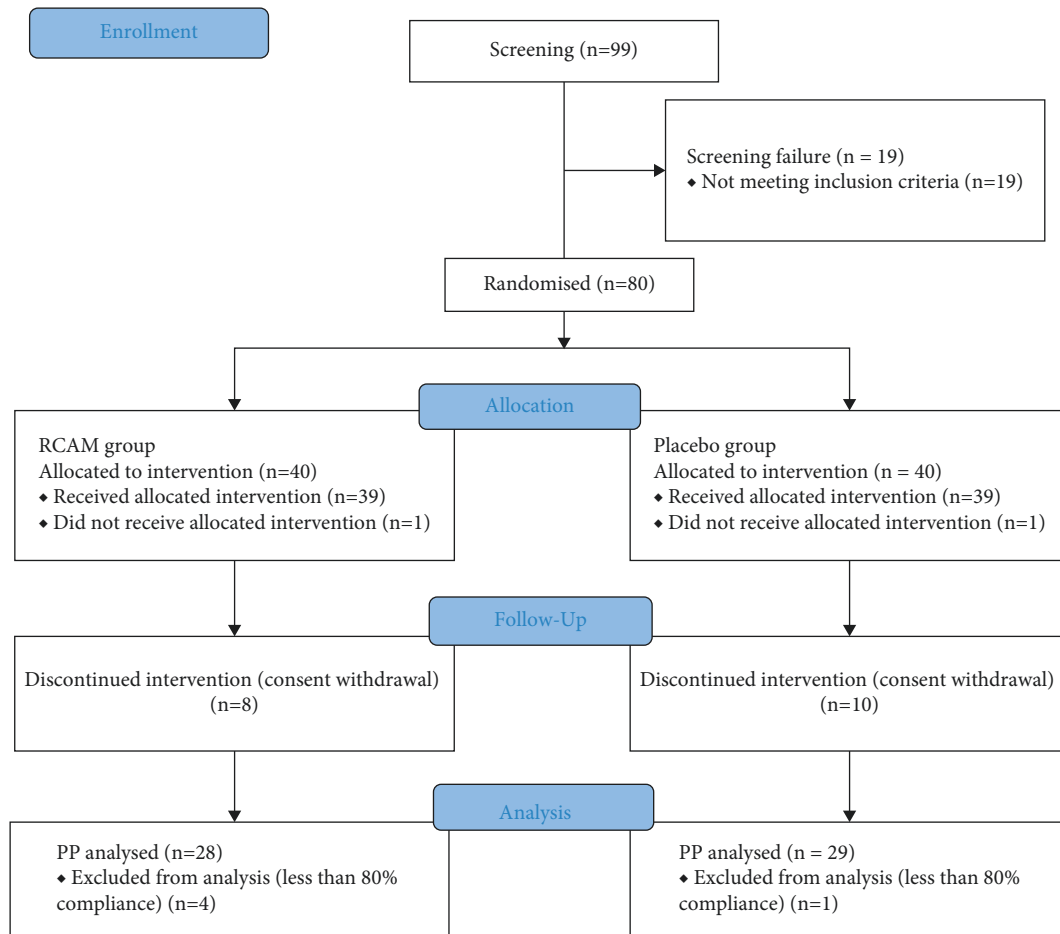 Enrollment
Screening (n=99)
Screening failure (n = 19)
◆ Not meeting inclusion criteria (n=19)
Randomised (n=80)
Allocation
RCAM group
Allocated to intervention (n=40)
◆ Received allocated intervention (n=39)
◆ Did not receive allocated intervention (n=1)
Placebo group
Allocated to intervention (n = 40)
◆ Received allocated intervention (n=39)
◆ Did not receive allocated intervention (n=1)
Follow-Up
Discontinued intervention (consent withdrawal)
(n=8)
Discontinued intervention (consent withdrawal)
(n=10)
Analysis
PP analysed (n=28)
◆ Excluded from analysis (less than 80%
compliance) (n=4)
PP analysed (n = 29)
◆ Excluded from analysis (less than 80%
compliance) (n=1)